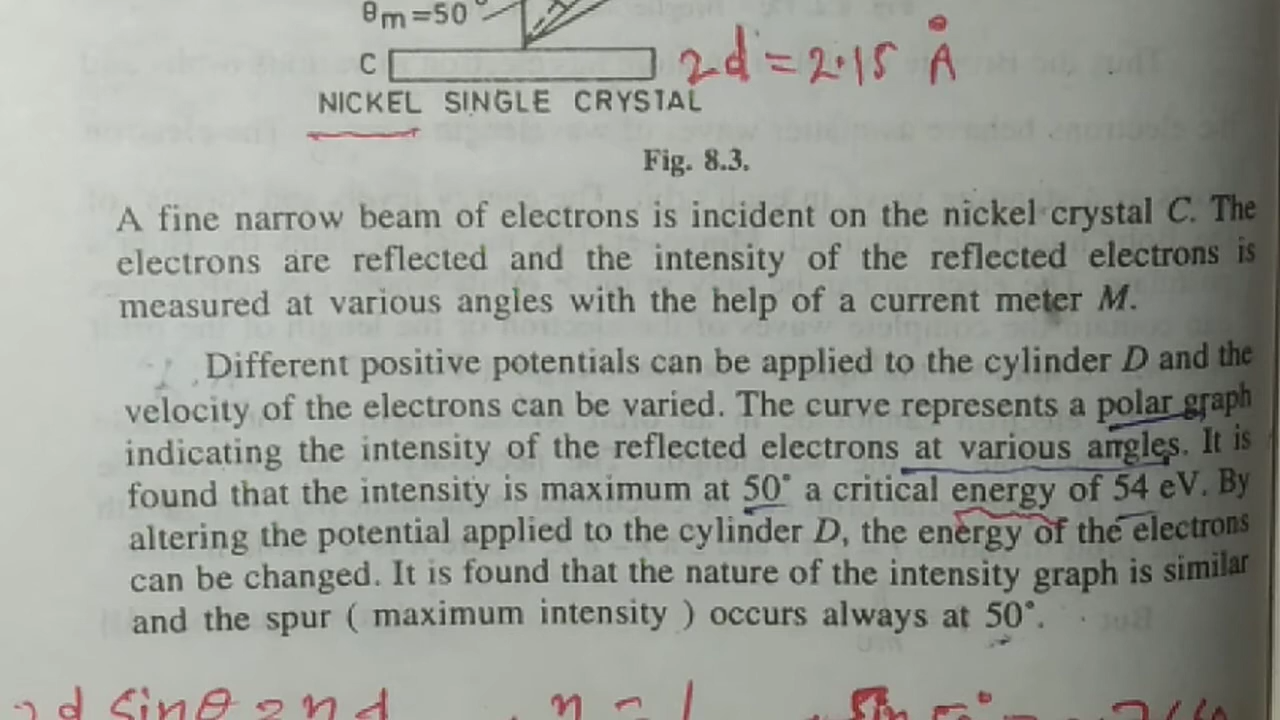 θm=50°
C
2d = 2.15 Å
NICKEL SINGLE CRYSTAL
Fig. 8.3.
A fine narrow beam of electrons is incident on the nickel crystal C. The
electrons are reflected and the intensity of the reflected electrons is
measured at various angles with the help of a current meter M.
Different positive potentials can be applied to the cylinder D and the
velocity of the electrons can be varied. The curve represents a polar graph
indicating the intensity of the reflected electrons at various angles. It is
found that the intensity is maximum at 50° a critical energy of 54 eV. By
altering the potential applied to the cylinder D, the energy of the electrons
can be changed. It is found that the nature of the intensity graph is similar
and the spur ( maximum intensity ) occurs always at 50°.
2d sinθ = n n = 1 sin